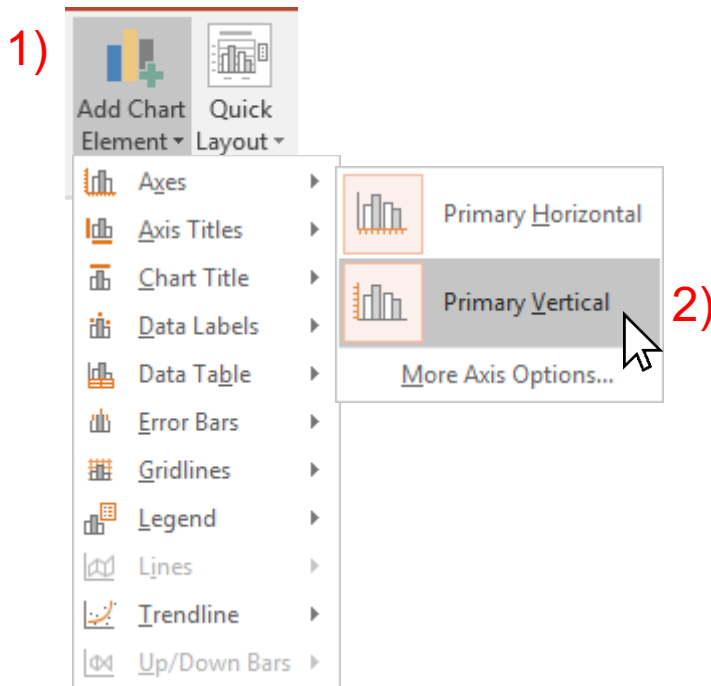 1)
Add Chart Element
Quick Layout
Axes
Axis Titles
Chart Title
Data Labels
Data Table
Error Bars
Gridlines
Legend
Lines
Trendline
Up/Down Bars
Primary Horizontal
Primary Vertical
2)
More Axis Options...